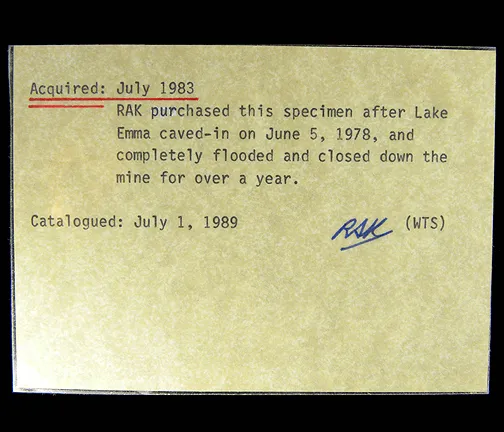 Acquired: July 1983
RAK purchased this specimen after Lake
Emma caved-in on June 5, 1978, and
completely flooded and closed down the
mine for over a year.
Catalogued: July 1, 1989 RAK (WTS)